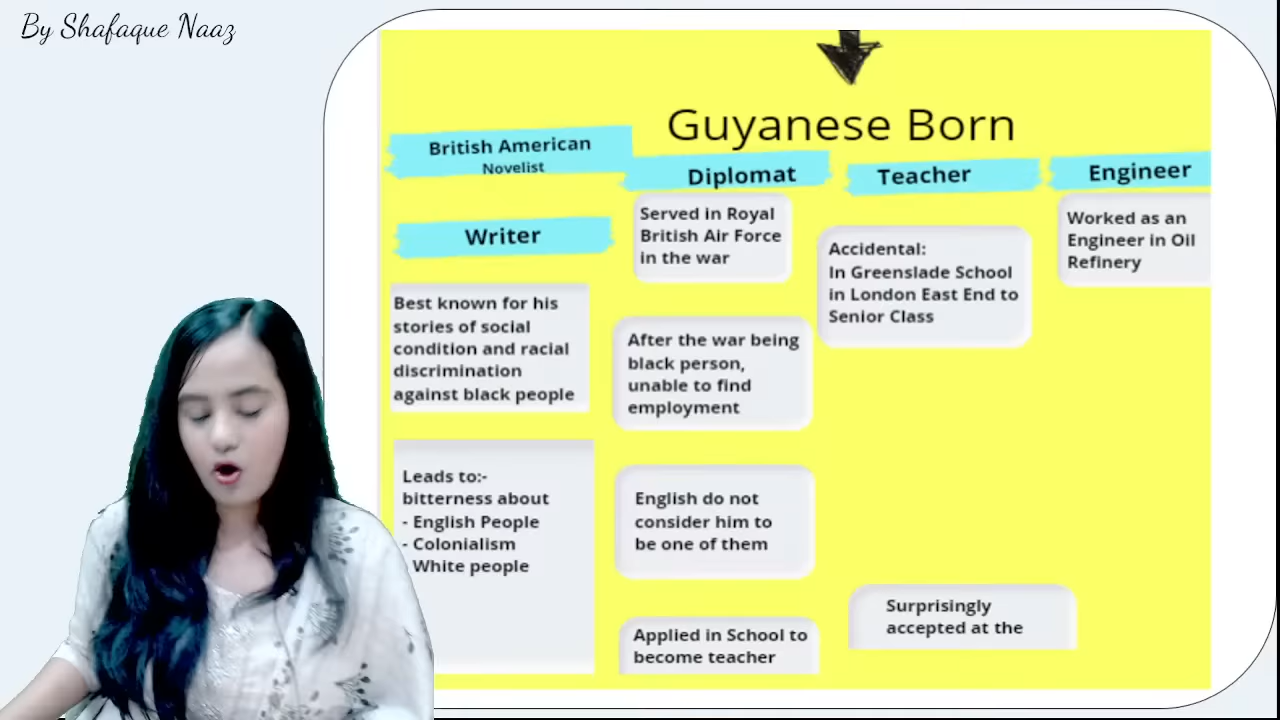 By Shafaque Naaz
Guyanese Born
British American
Novelist
Writer
Best known for his
stories of social
condition and racial
discrimination
against black people
Leads to:-
bitterness about
- English People
- Colonialism
White people
Diplomat
Served in Royal
British Air Force
in the war
After the war being
black person,
unable to find
employment
English do not
consider him to
be one of them
Applied in School to
become teacher
Teacher
Accidental:
In Greenslade School
in London East End to
Senior Class
Surprisingly
accepted at the
Engineer
Worked as an
Engineer in Oil
Refinery